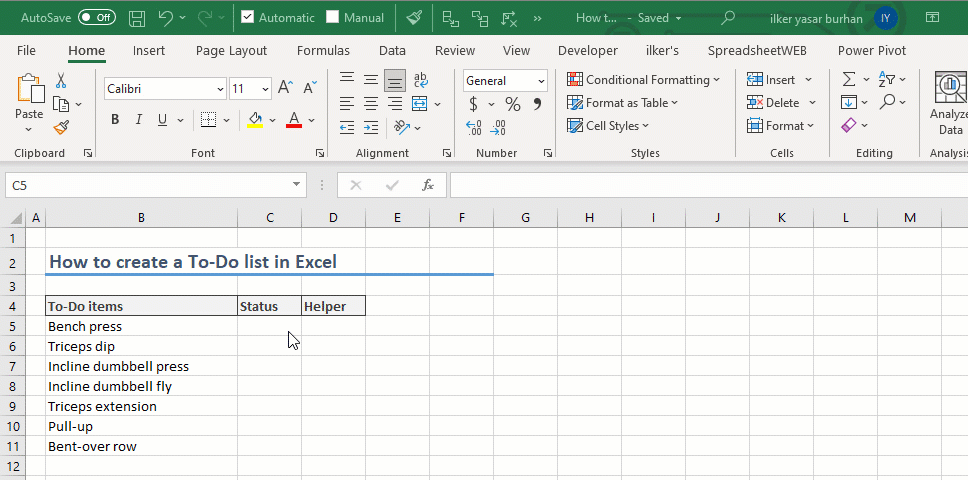 AutoSave Off Automatic Manual » How t... - Saved ilker yasar burhan IY
File Home Insert Page Layout Formulas Data Review View Developer ilker's SpreadsheetWEB Power Pivot
Paste
Calibri 11 A A
B I U A
ab
General
$ % 9
Conditional Formatting
Format as Table
Cell Styles
Insert
Delete
Format
Analyze
Data
Clipboard Font Alignment Number Styles Cells Editing Analysis
C5 fx
A B C D E F G H I J K L M
1
2 How to create a To-Do list in Excel
3
4 To-Do items Status Helper
5 Bench press
6 Triceps dip
7 Incline dumbbell press
8 Incline dumbbell fly
9 Triceps extension
10 Pull-up
11 Bent-over row
12